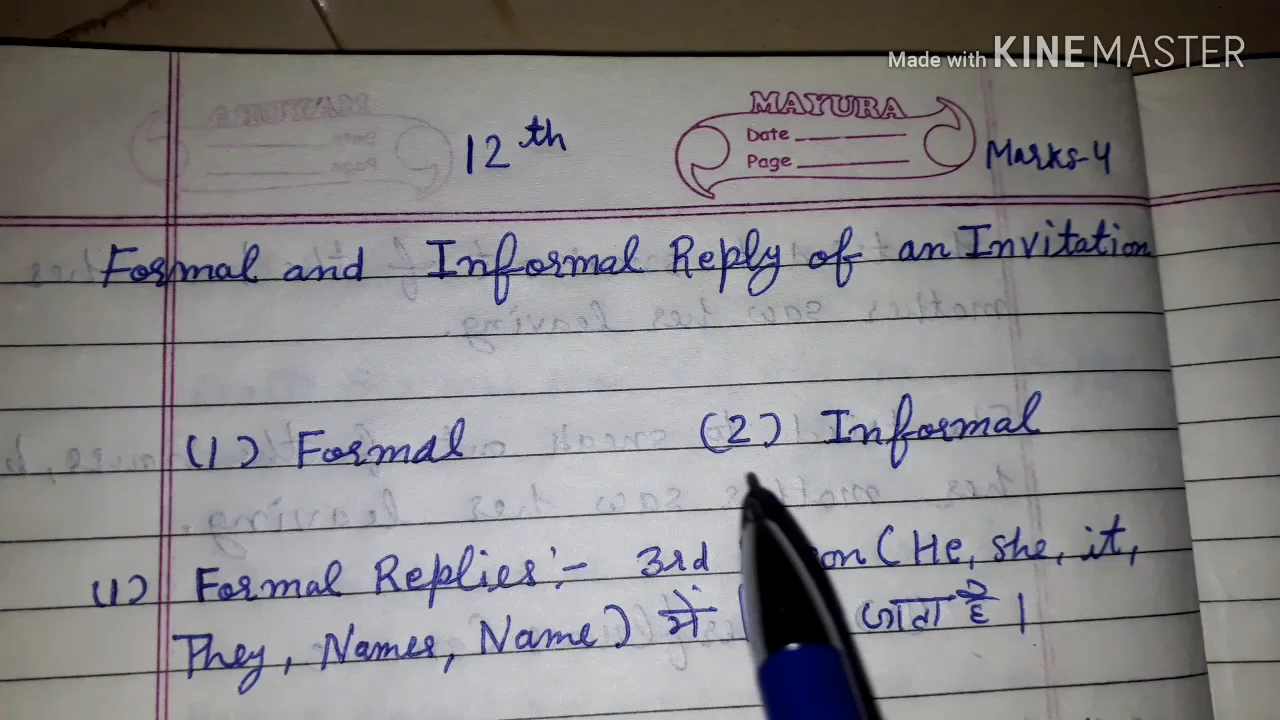 Made with KINEMASTER
12th
MAYURA
Date
Page
Marks-4
Formal and Informal Reply of an Invitation
(1) Formal (2) Informal
(1) Formal Replies :- 3rd (He, she, it,
They, Names, Name) में जाता है।